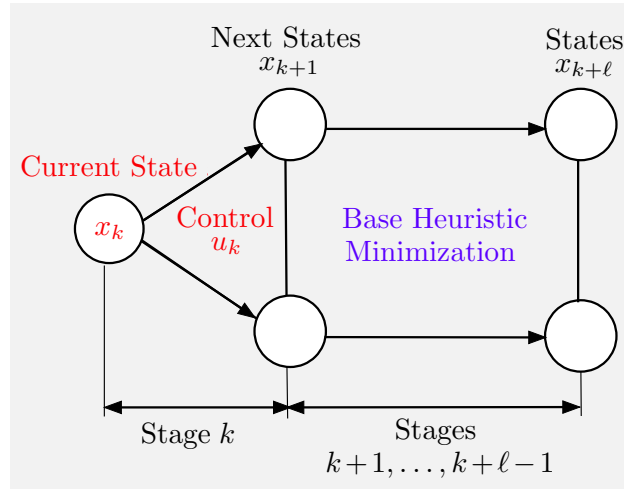 Next States
x_{k+1}
States
x_{k+ℓ}
Current State
x_k
Control
u_k
Base Heuristic
Minimization
Stage k
Stages
k+1, . . . , k+ℓ−1